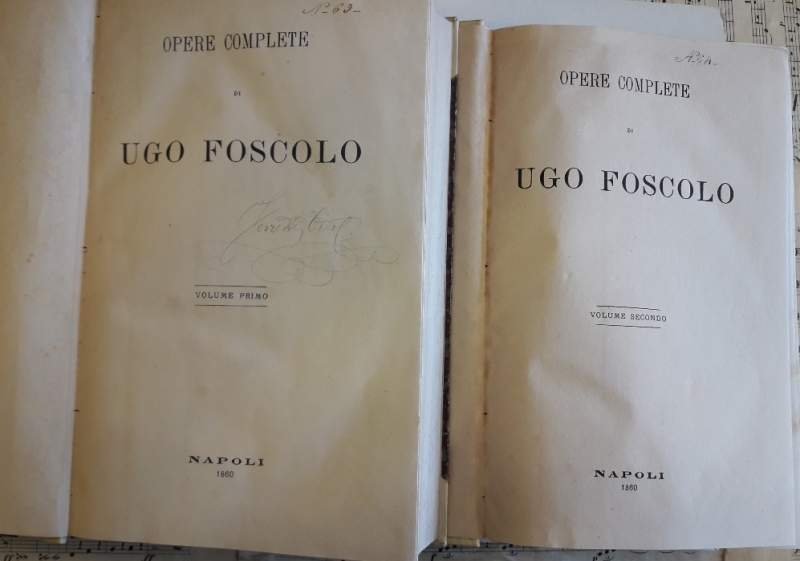 OPERE COMPLETE
DI
UGO FOSCOLO
VOLUME PRIMO
NAPOLI
1860
OPERE COMPLETE
DI
UGO FOSCOLO
VOLUME SECONDO
NAPOLI
1860